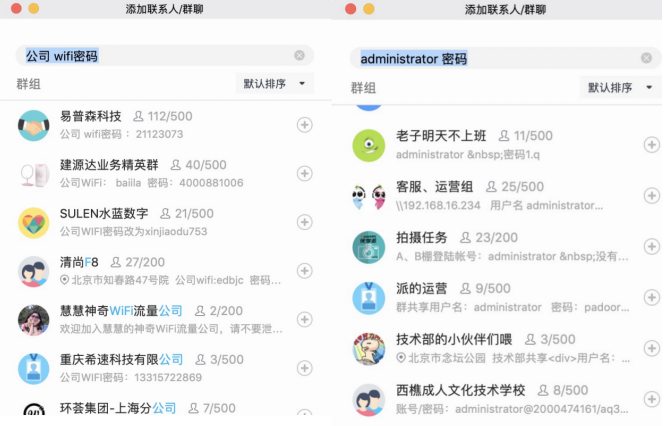 添加联系人/群聊
公司 wifi密码
群组
默认排序
易普森科技 112/500
公司 wifi密码：21123073
建源达业务精英群 40/500
公司WiFi： baiila 密码：4000881006
SULEN水蓝数字 21/500
公司WIFI密码改为xinjiaodu753
清尚F8 27/200
北京市知春路47号院 公司wifi:edbjc 密码...
慧慧神奇WiFi流量公司 2/200
欢迎加入慧慧的神奇WiFi流量公司，请不要泄...
重庆希速科技有限公司 3/500
公司WIFI密码：13315722869
环荟集团-上海分公司 7/500
添加联系人/群聊
administrator 密码
群组
默认排序
老子明天不上班 11/500
administrator &nbsp;密码1.q
客服、运营组 25/500
\\192.168.16.234 用户名 administrator...
拍摄任务 23/200
A、B棚登陆帐号：administrator &nbsp;没有...
派的运营 9/500
群共享用户名：administrator 密码：padoor...
技术部的小伙伴们喂 3/500
北京市念坛公园 技术部共享<div>用户名：...
西樵成人文化技术学校 8/500
账号/密码：administrator@2000474161/aq3...